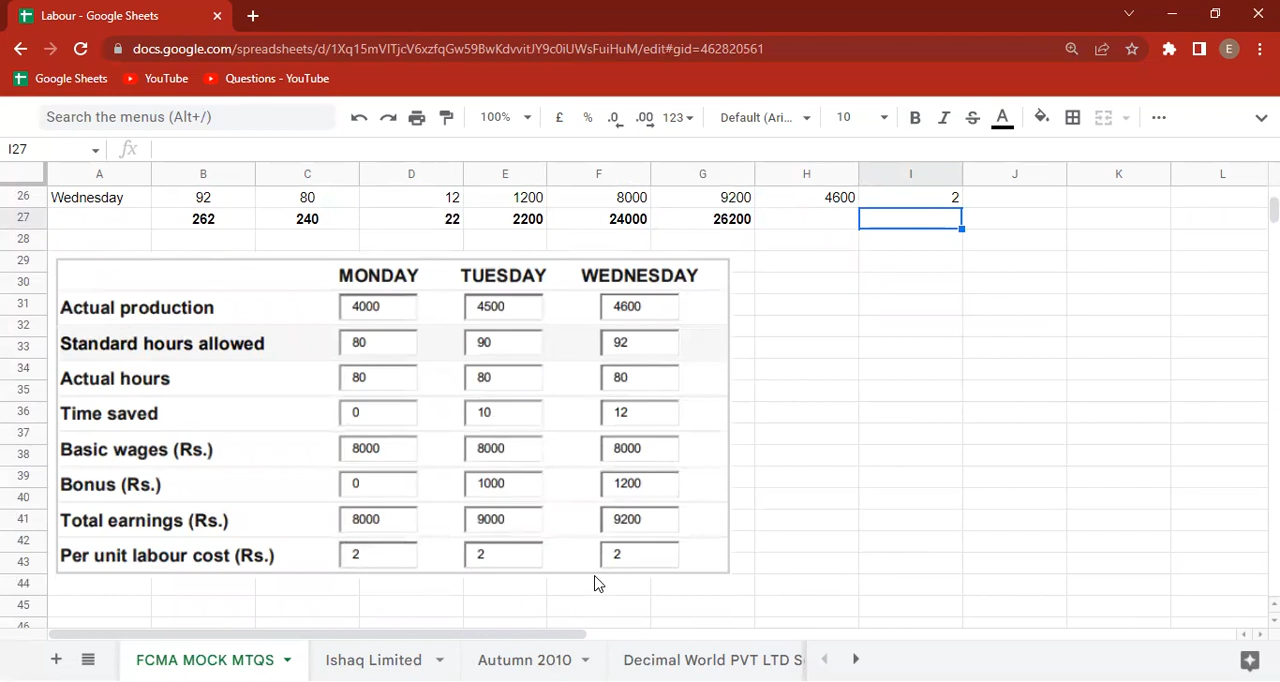 Labour - Google Sheets
docs.google.com/spreadsheets/d/1Xq15mVlTjcV6xzfqGw59BwKdvvitJY9c0iUWsFuiHuM/edit#gid=462820561
E
Google Sheets YouTube Questions - YouTube
Search the menus (Alt+/) 100% £ % .0 .00 123 Default (Ari... 10 B I S A
I27 fx
A B C D E F G H I J K L
26 Wednesday 92 80 12 1200 8000 9200 4600 2
27 262 240 22 2200 24000 26200
28
29
30 MONDAY TUESDAY WEDNESDAY
31 Actual production 4000 4500 4600
32
33 Standard hours allowed 80 90 92
34
35 Actual hours 80 80 80
36 Time saved 0 10 12
37
38 Basic wages (Rs.) 8000 8000 8000
39
40 Bonus (Rs.) 0 1000 1200
41 Total earnings (Rs.) 8000 9000 9200
42
43 Per unit labour cost (Rs.) 2 2 2
44
45
46
FCMA MOCK MTQS Ishaq Limited Autumn 2010 Decimal World PVT LTD S